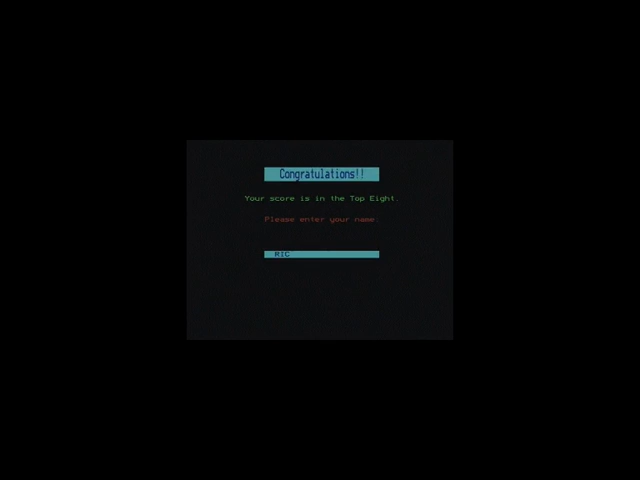 Congratulations!!
Your score is in the Top Eight.
Please enter your name:
RIC